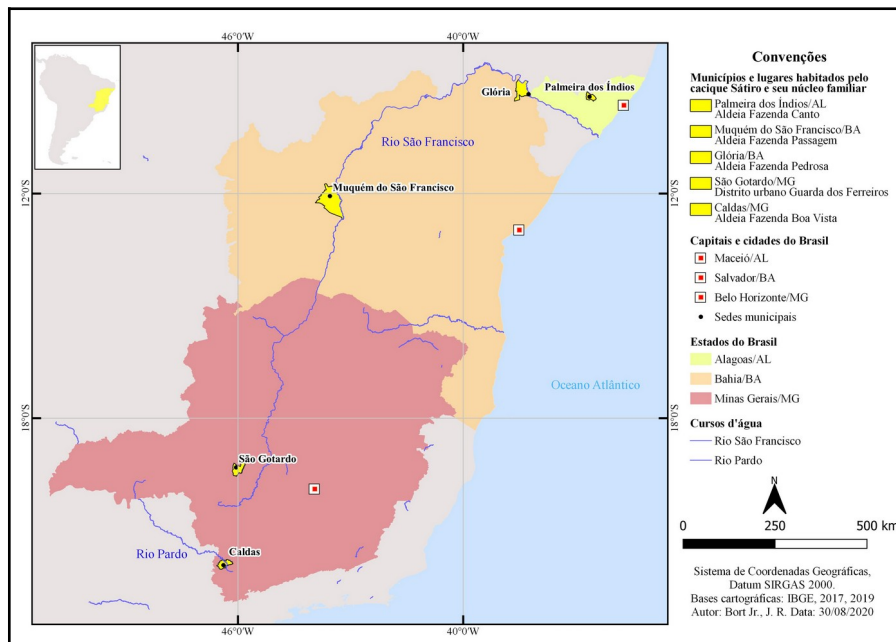 46°0'W
40°0'W
Glória
Palmeira dos Índios
Rio São Francisco
Muquém do São Francisco
12°0'S
12°0'S
Oceano Atlântico
18°0'S
18°0'S
São Gotardo
Rio Pardo
Caldas
46°0'W
40°0'W
Convenções
Municípios e lugares habitados pelo
cacique Sátiro e seu núcleo familiar
Palmeira dos Índios/AL
Aldeia Fazenda Canto
Muquém do São Francisco/BA
Aldeia Fazenda Passagem
Glória/BA
Aldeia Fazenda Pedrosa
São Gotardo/MG
Distrito urbano Guarda dos Ferreiros
Caldas/MG
Aldeia Fazenda Boa Vista
Capitais e cidades do Brasil
Maceió/AL
Salvador/BA
Belo Horizonte/MG
Sedes municipais
Estados do Brasil
Alagoas/AL
Bahia/BA
Minas Gerais/MG
Cursos d'água
Rio São Francisco
Rio Pardo
N
0 250 500 km
Sistema de Coordenadas Geográficas,
Datum SIRGAS 2000.
Bases cartográficas: IBGE, 2017, 2019
Autor: Bort Jr., J. R. Data: 30/08/2020